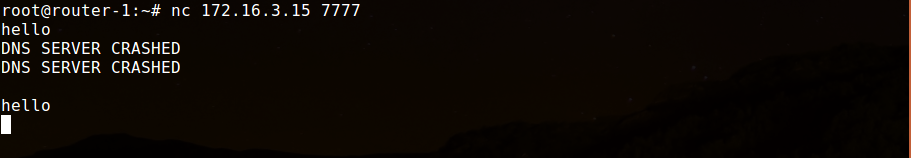 root@router-1:~# nc 172.16.3.15 7777
hello
DNS SERVER CRASHED
DNS SERVER CRASHED
hello